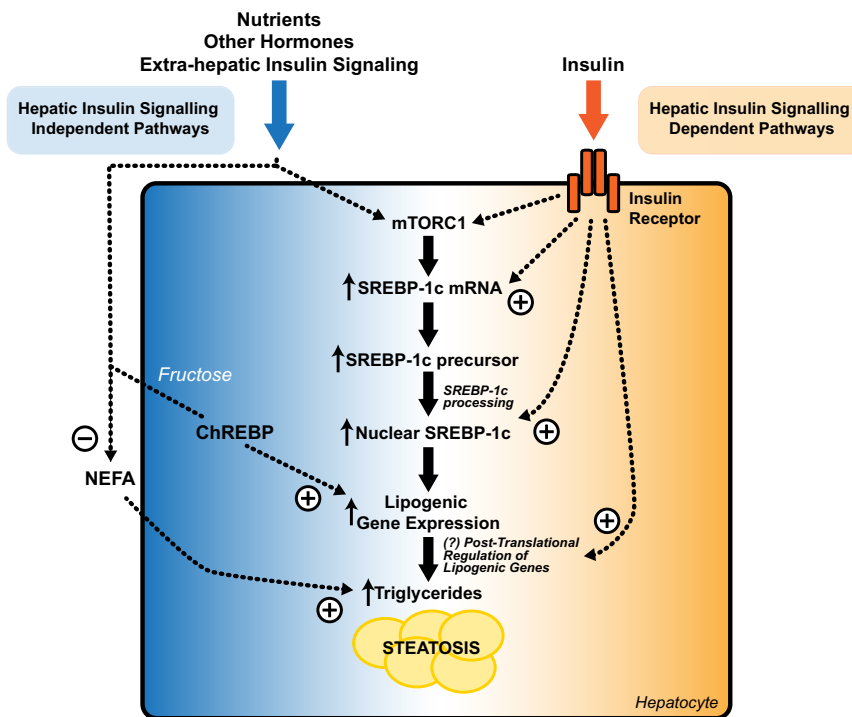 Nutrients
Other Hormones
Extra-hepatic Insulin Signaling
Insulin
Hepatic Insulin Signalling
Independent Pathways
Hepatic Insulin Signalling
Dependent Pathways
Insulin
Receptor
mTORC1
SREBP-1c mRNA
+
SREBP-1c precursor
Fructose
SREBP-1c
processing
ChREBP
Nuclear SREBP-1c
+
−
NEFA
+
Lipogenic
Gene Expression
+
(?) Post-Translational
Regulation of
Lipogenic Genes
Triglycerides
+
STEATOSIS
Hepatocyte